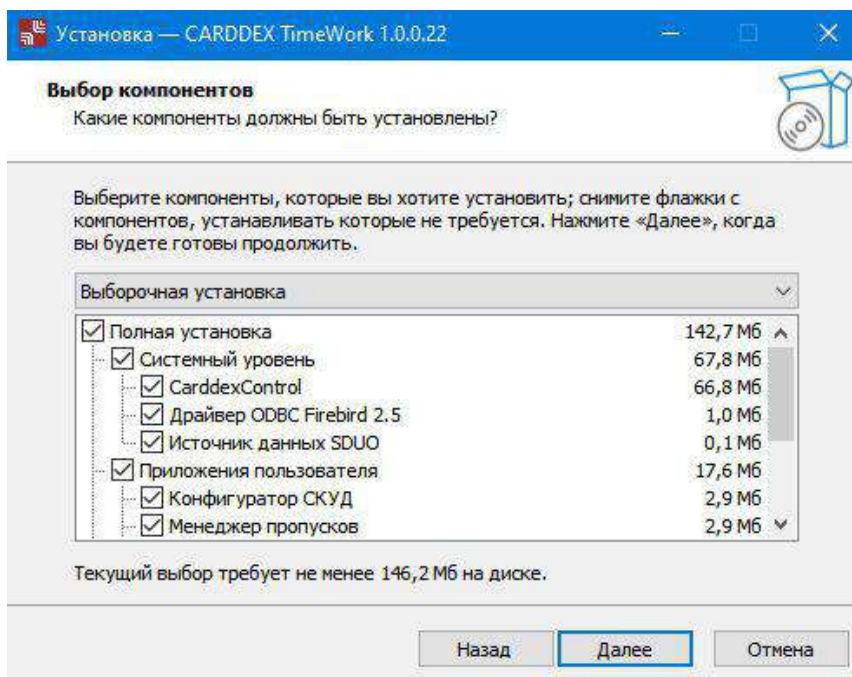 Установка — CARDDEX TimeWork 1.0.0.22
Выбор компонентов
Какие компоненты должны быть установлены?
Выберите компоненты, которые вы хотите установить; снимите флажки с
компонентов, устанавливать которые не требуется. Нажмите «Далее», когда
вы будете готовы продолжить.
Выборочная установка
Полная установка 142,7 Мб
Системный уровень 67,8 Мб
CarddexControl 66,8 Мб
Драйвер ODBC Firebird 2.5 1,0 Мб
Источник данных SDUO 0,1 Мб
Приложения пользователя 17,6 Мб
Конфигуратор СКУД 2,9 Мб
Менеджер пропусков 2,9 Мб
Текущий выбор требует не менее 146,2 Мб на диске.
Назад Далее Отмена